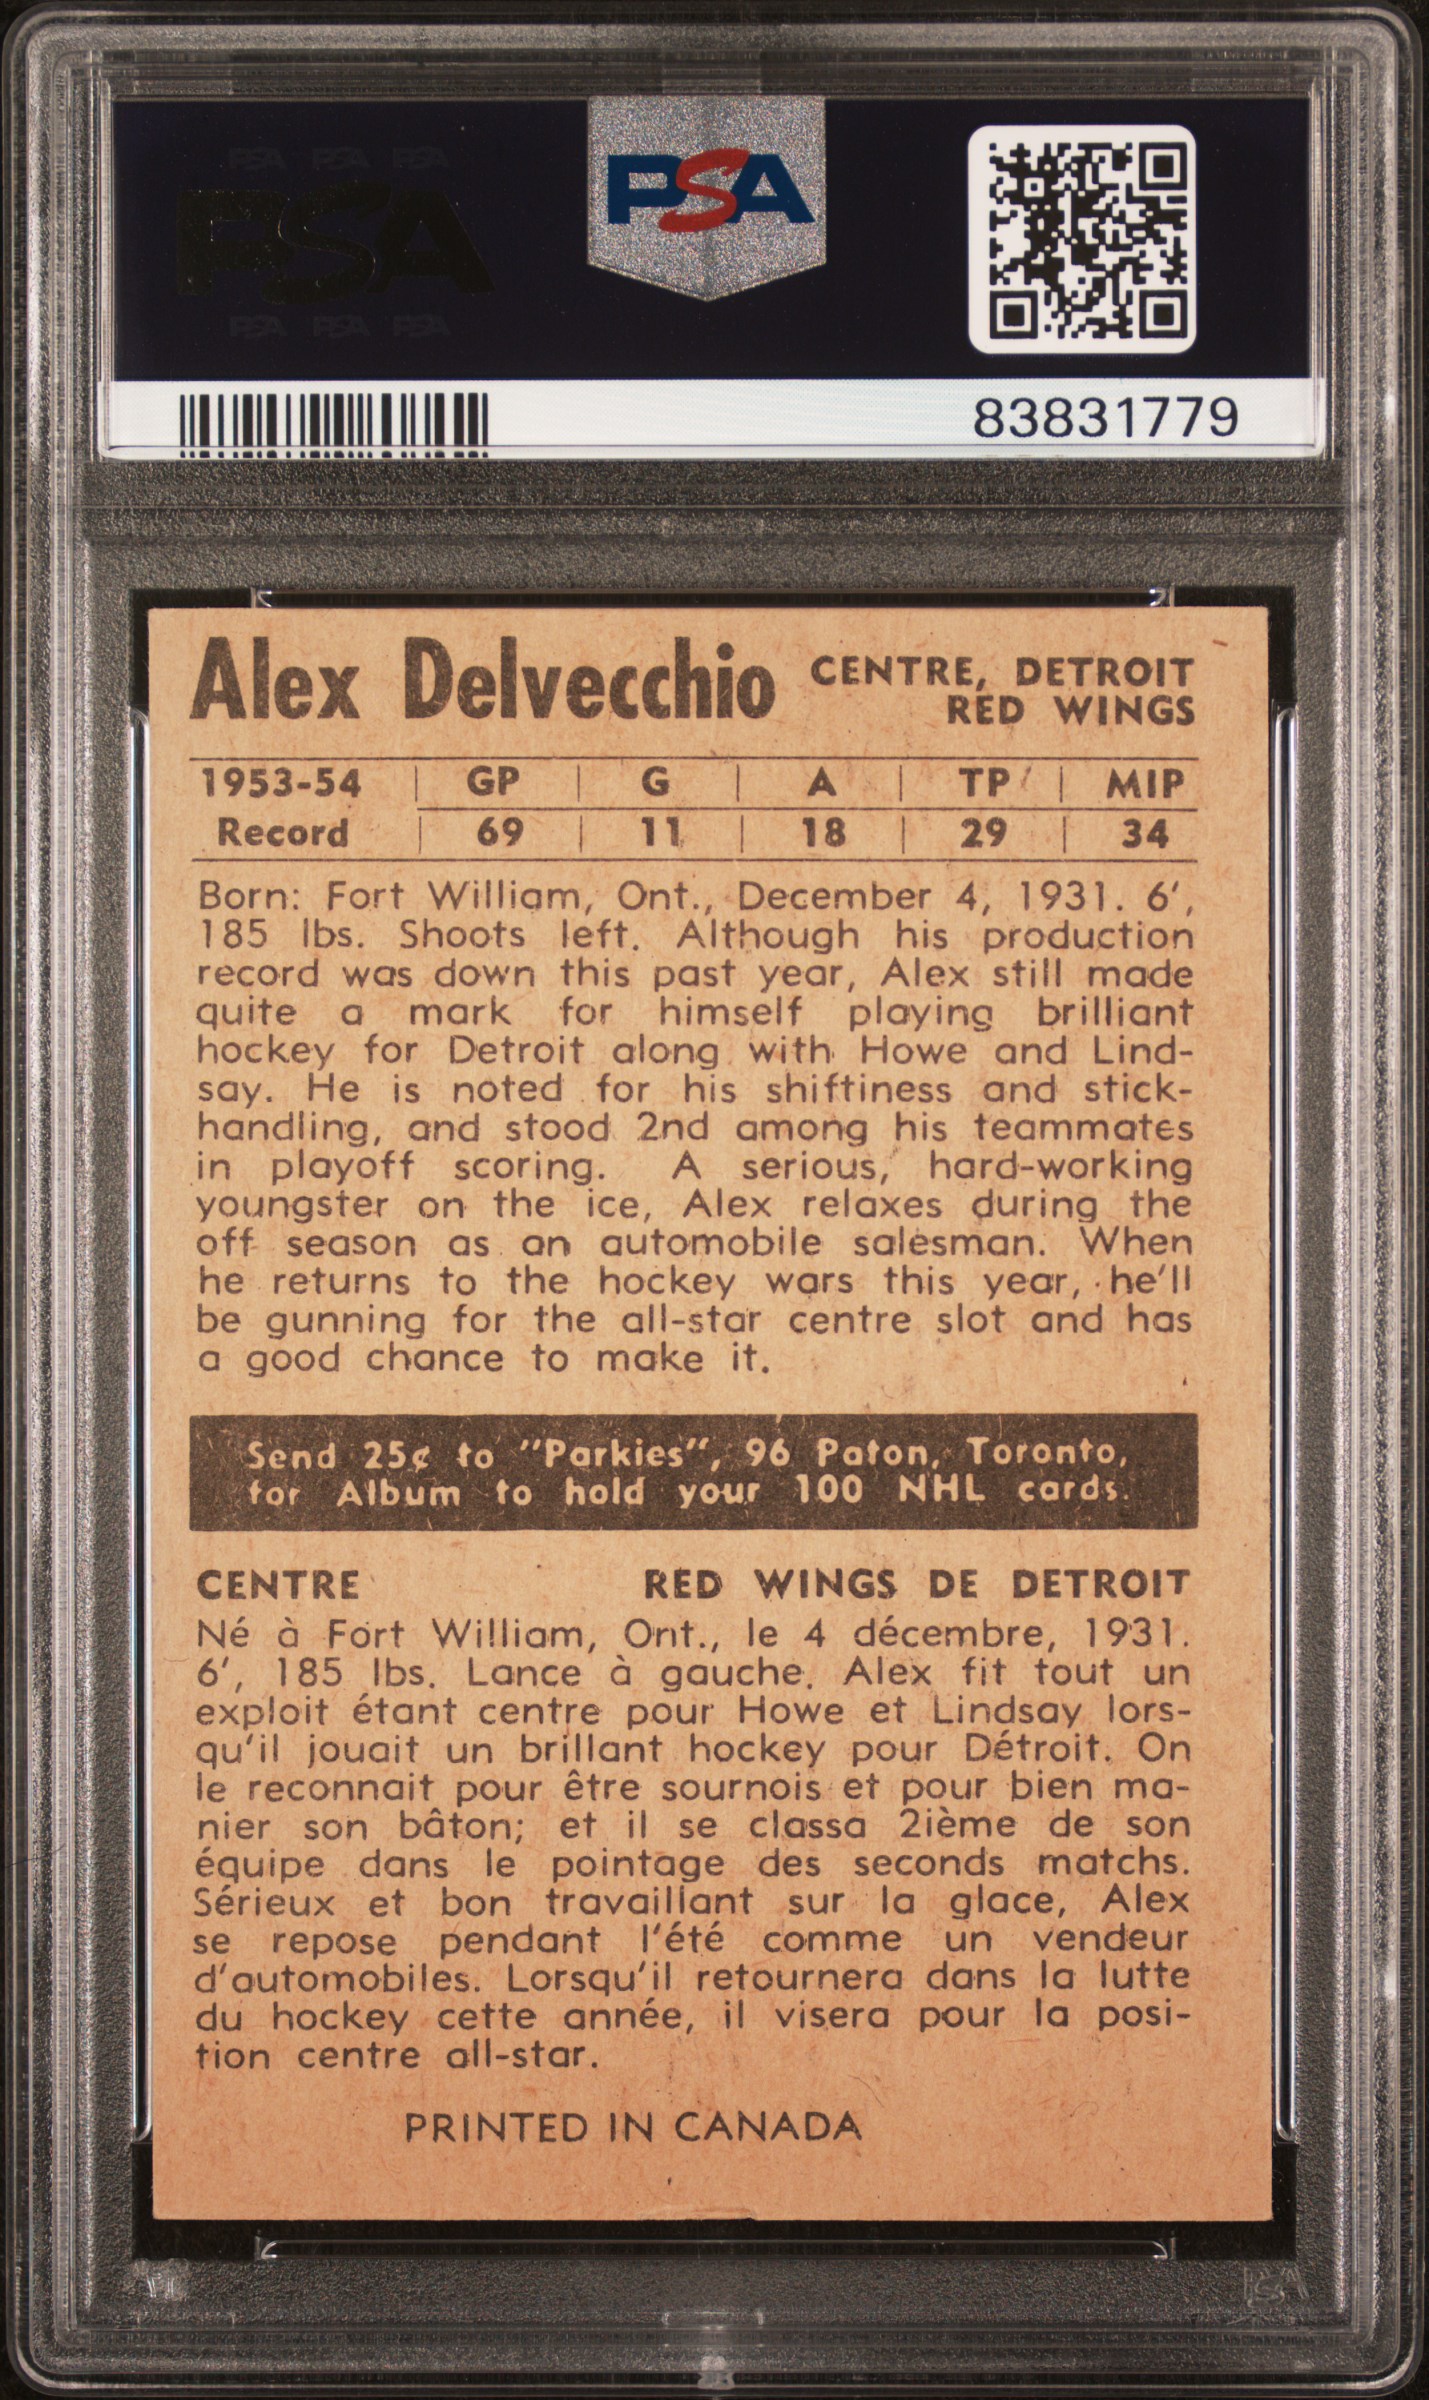 PSA PSA PSA
PSA
PSA PSA PSA
PSA
83831779
Alex Delvecchio
CENTRE, DETROIT
RED WINGS
1953-54 | GP | G | A | TP | MIP
Record | 69 | 11 | 18 | 29 | 34
Born: Fort William, Ont., December 4, 1931. 6',
185 lbs. Shoots left. Although his production
record was down this past year, Alex still made
quite a mark for himself playing brilliant
hockey for Detroit along with Howe and Lind-
say. He is noted for his shiftiness and stick-
handling, and stood 2nd among his teammates
in playoff scoring. A serious, hard-working
youngster on the ice, Alex relaxes during the
off season as an automobile salesman. When
he returns to the hockey wars this year, he'll
be gunning for the all-star centre slot and has
a good chance to make it.
Send 25¢ to "Parkies", 96 Paton, Toronto,
for Album to hold your 100 NHL cards.
CENTRE RED WINGS DE DETROIT
Né à Fort William, Ont., le 4 décembre, 1931.
6', 185 lbs. Lance à gauche. Alex fit tout un
exploit étant centre pour Howe et Lindsay lors-
qu'il jouait un brillant hockey pour Détroit. On
le reconnait pour être sournois et pour bien ma-
nier son bâton; et il se classa 2ième de son
équipe dans le pointage des seconds matchs.
Sérieux et bon travaillant sur la glace, Alex
se repose pendant l'été comme un vendeur
d'automobiles. Lorsqu'il retournera dans la lutte
du hockey cette année, il visera pour la posi-
tion centre all-star.
PRINTED IN CANADA
PSA